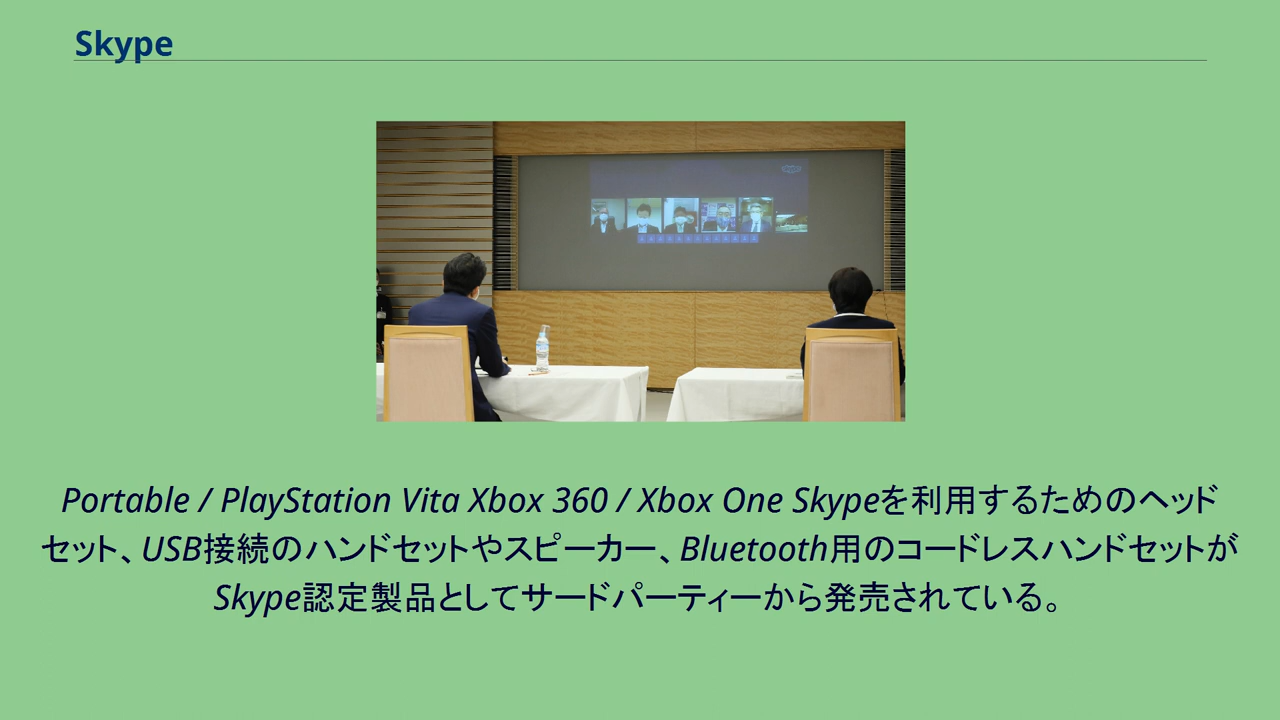 Skype
Portable / PlayStation Vita Xbox 360 / Xbox One Skypeを利用するためのヘッド
セット、USB接続のハンドセットやスピーカー、Bluetooth用のコードレスハンドセットが
Skype認定製品としてサードパーティーから発売されている。